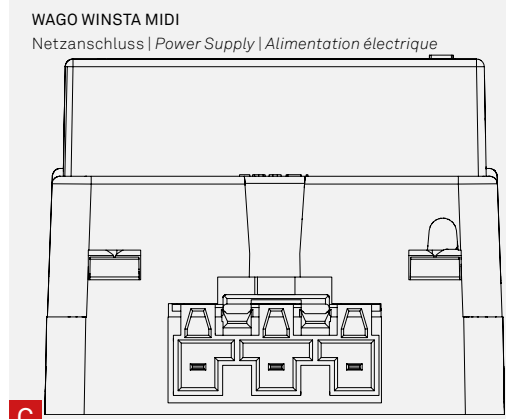 WAGO WINSTA MIDI
Netzanschluss | Power Supply | Alimentation électrique
C